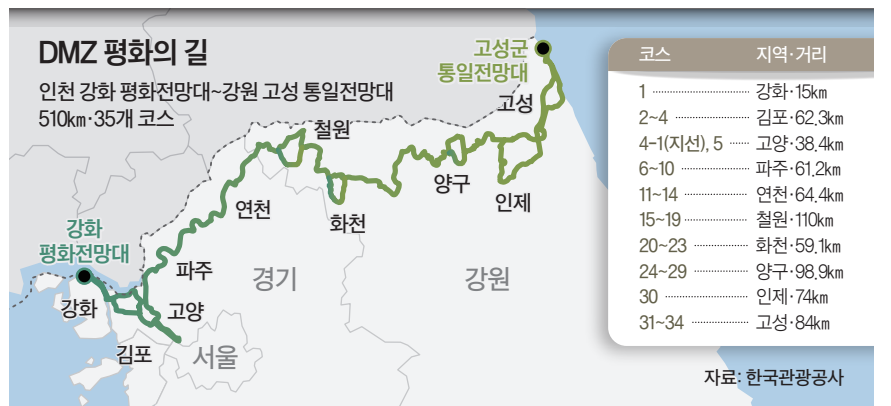 DMZ 평화의 길
인천 강화 평화전망대~강원 고성 통일전망대
510㎞·35개 코스
고성군
통일전망대
고성
철원
양구
인제
화천
연천
강화
평화전망대
파주
경기
강원
강화
고양
김포
서울
코스 지역·거리
1 강화·15㎞
2~4 김포·62.3㎞
4-1(지선), 5 고양·38.4㎞
6~10 파주·61.2㎞
11~14 연천·64.4㎞
15~19 철원·110㎞
20~23 화천·59.1㎞
24~29 양구·98.9㎞
30 인제·74㎞
31~34 고성·84㎞
자료: 한국관광공사